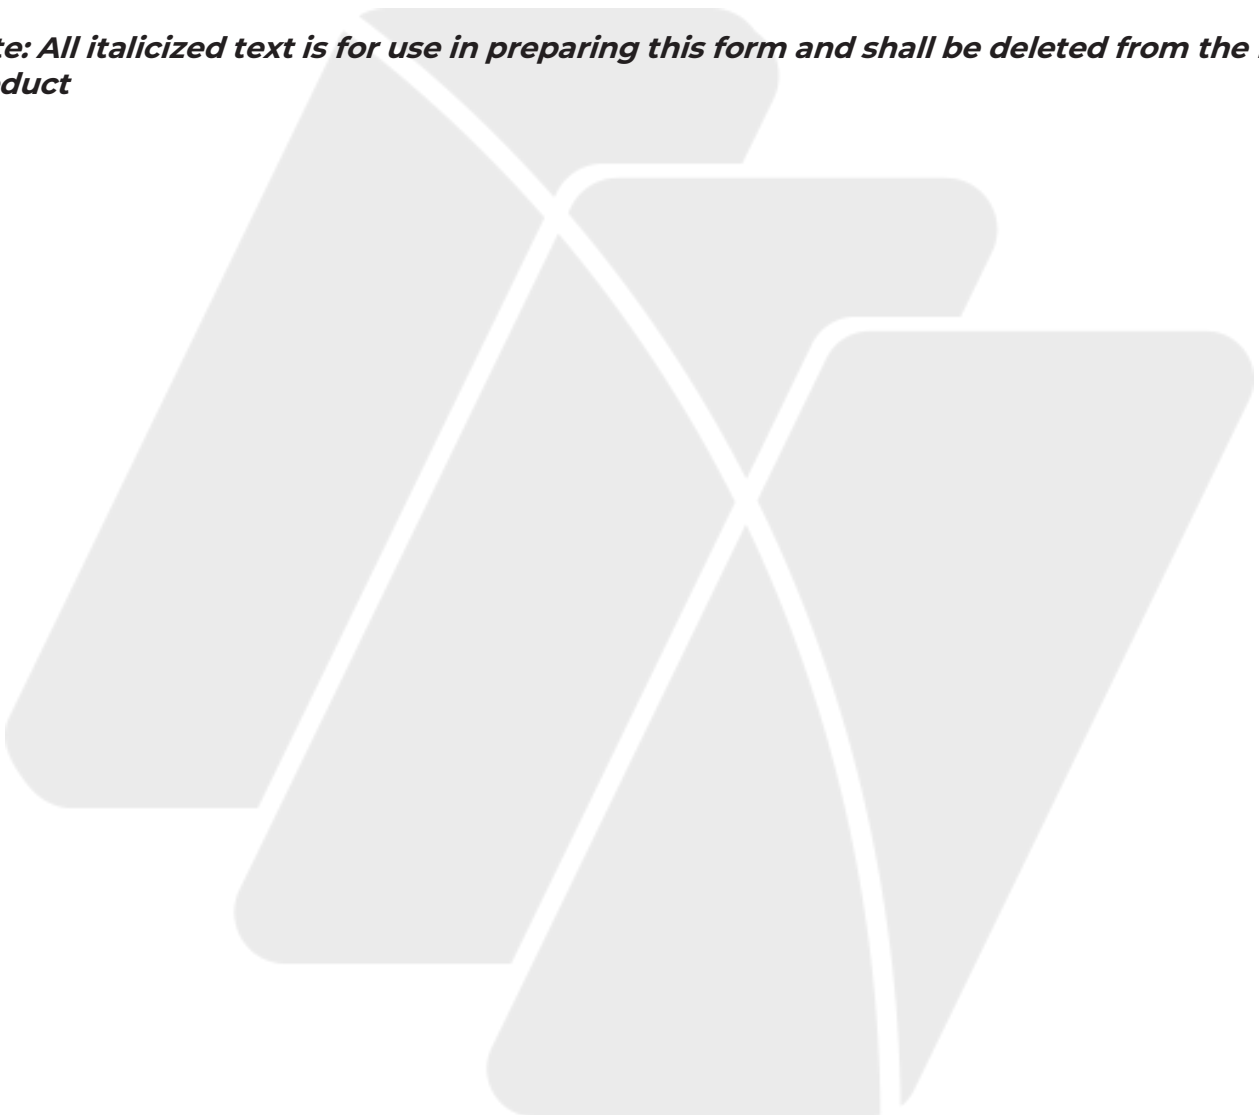 te: All italicized text is for use in preparing this form and shall be deleted from the
duct